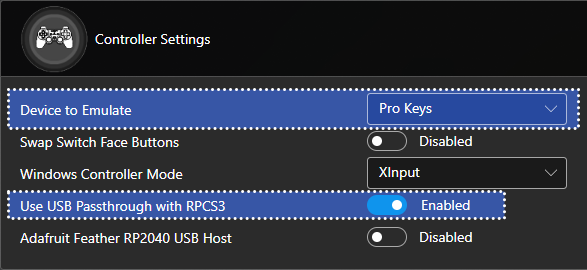 Controller Settings
Device to Emulate Pro Keys
Swap Switch Face Buttons Disabled
Windows Controller Mode XInput
Use USB Passthrough with RPCS3 Enabled
Adafruit Feather RP2040 USB Host Disabled